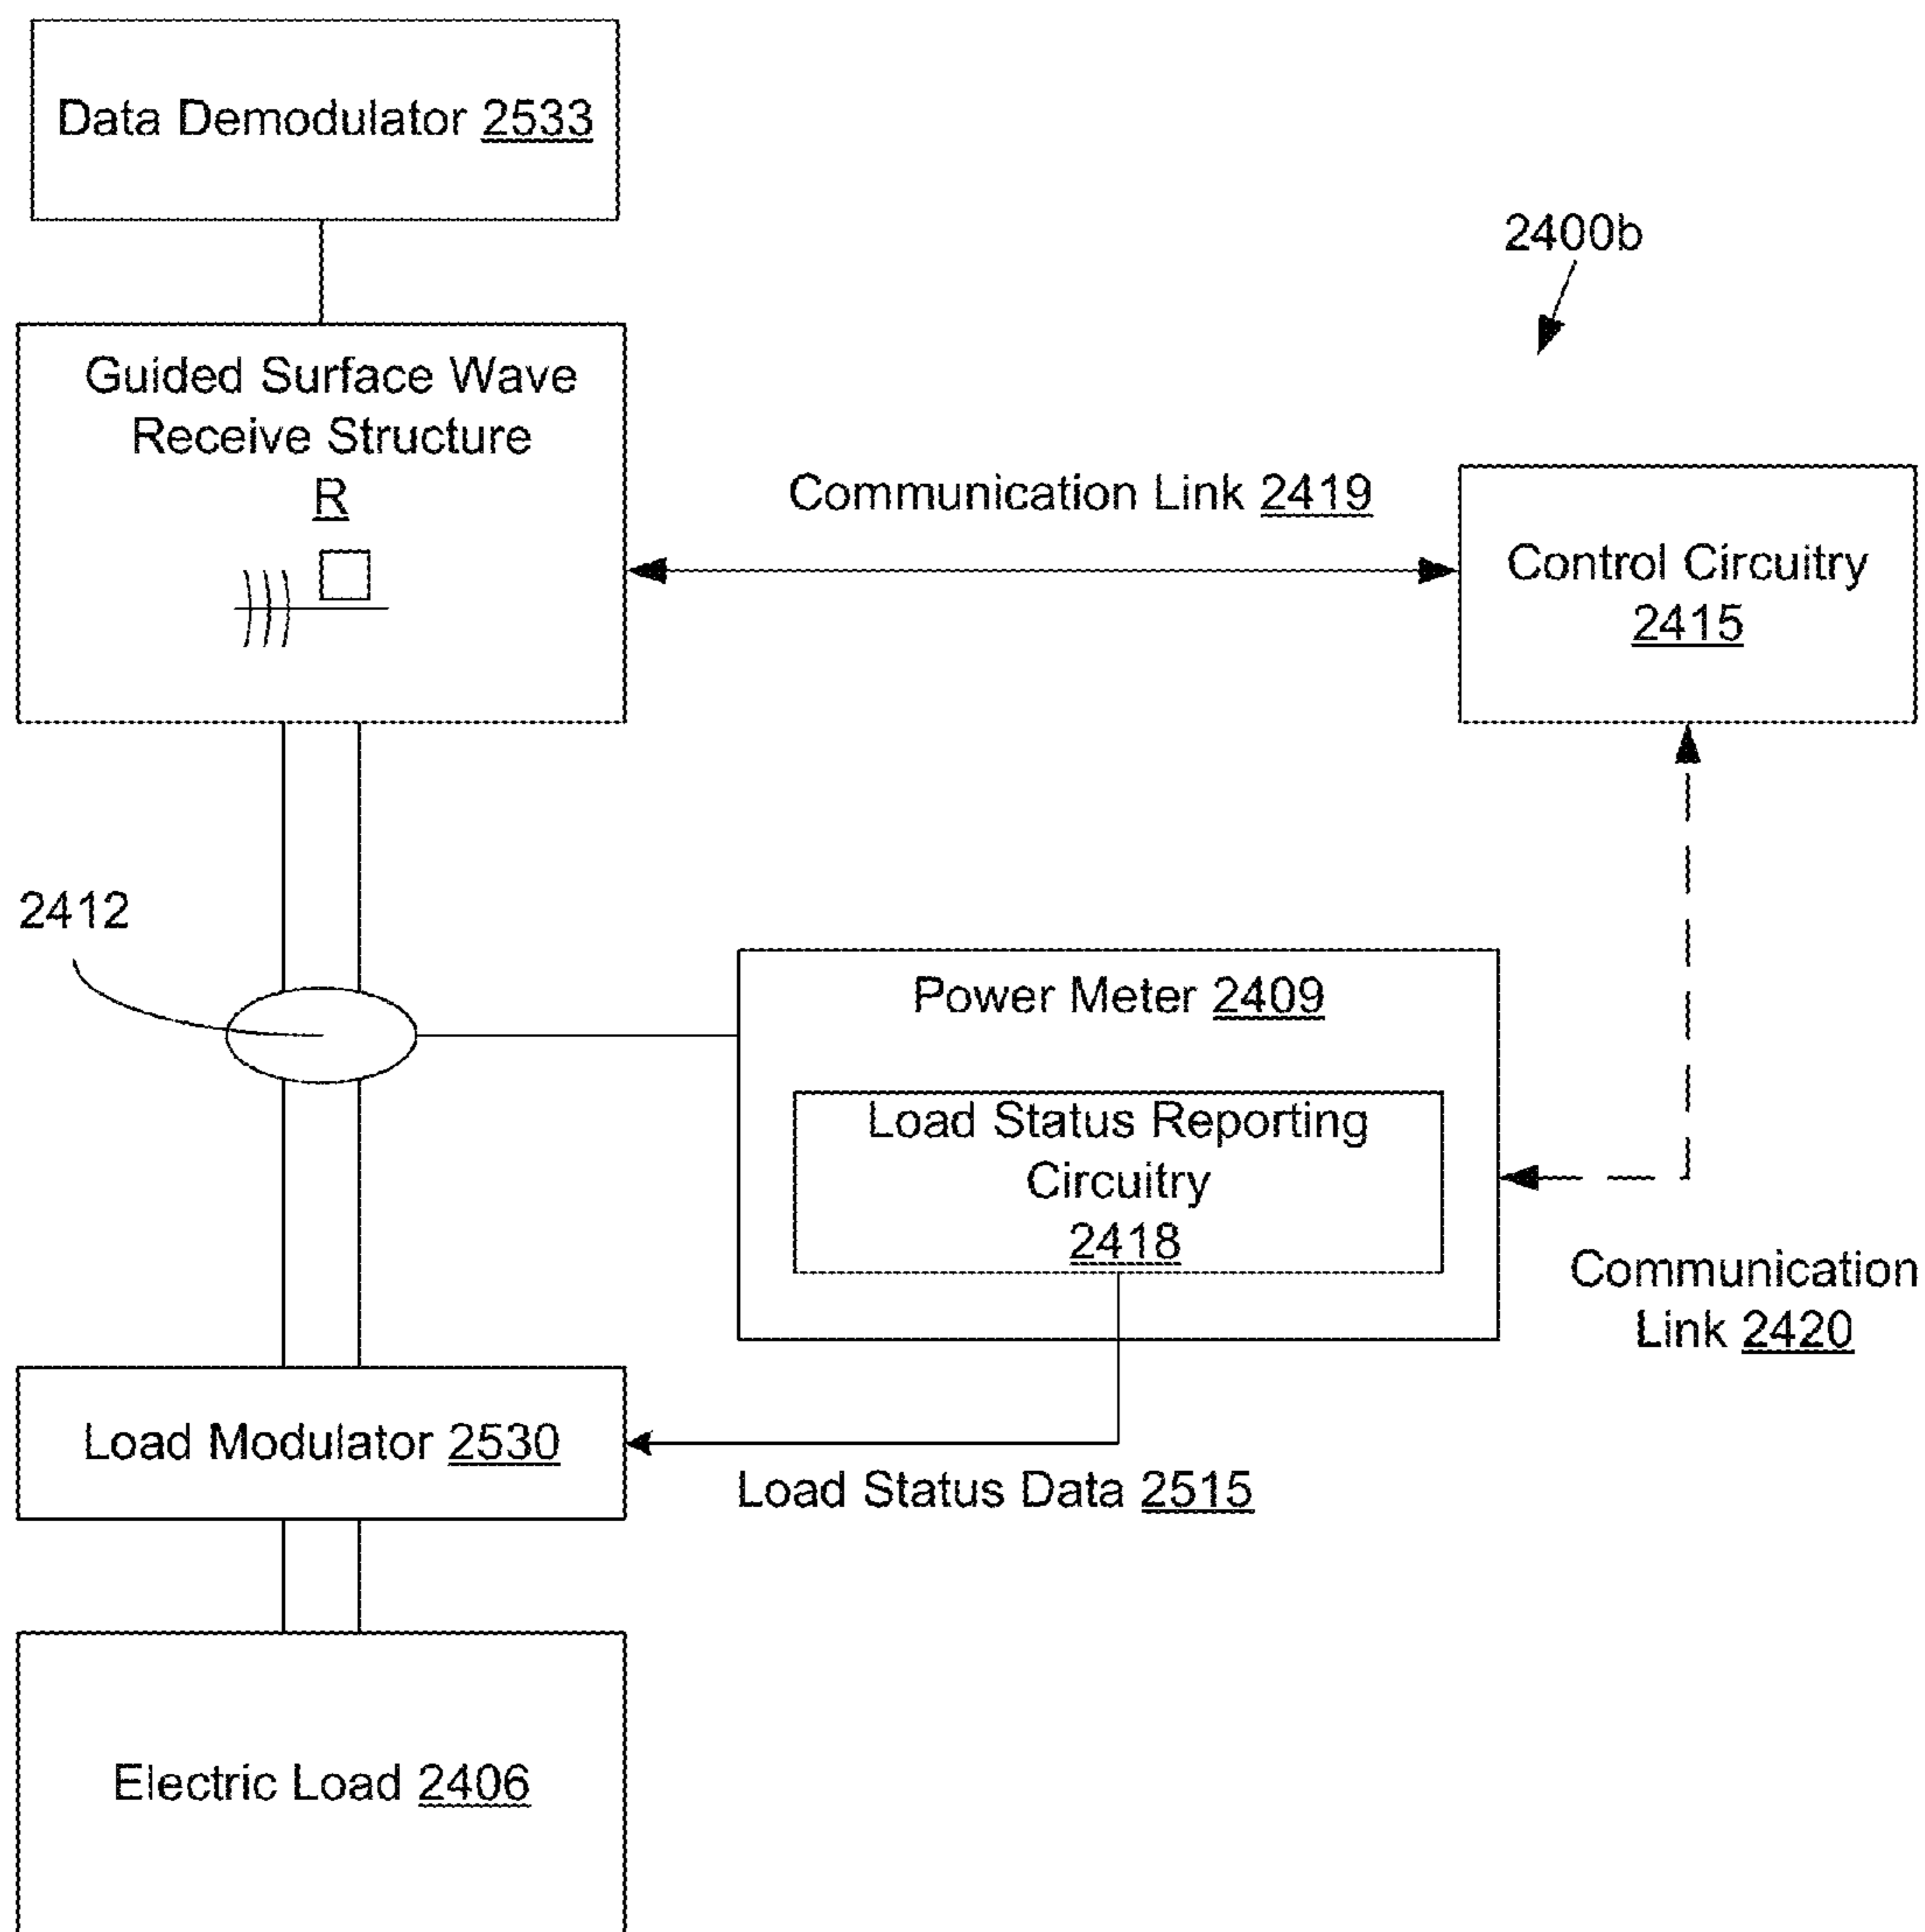 Data Demodulator 2533
2400b
Guided Surface Wave
Receive Structure
R
Communication Link 2419
Control Circuitry
2415
2412
Power Meter 2409
Load Status Reporting
Circuitry
2418
Communication
Link 2420
Load Modulator 2530
Load Status Data 2515
Electric Load 2406